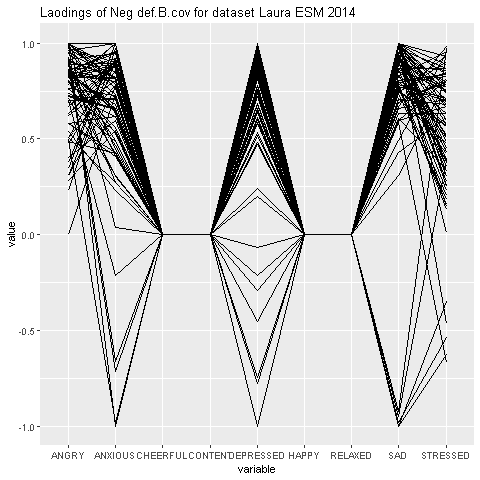 Laodings of Neg def.B.cov for dataset Laura ESM 2014
1.0
0.5
0.0
-0.5
-1.0
value
ANGRY ANXIOUS CHEERFUL CONTENT DEPRESSED HAPPY RELAXED SAD STRESSED
variable